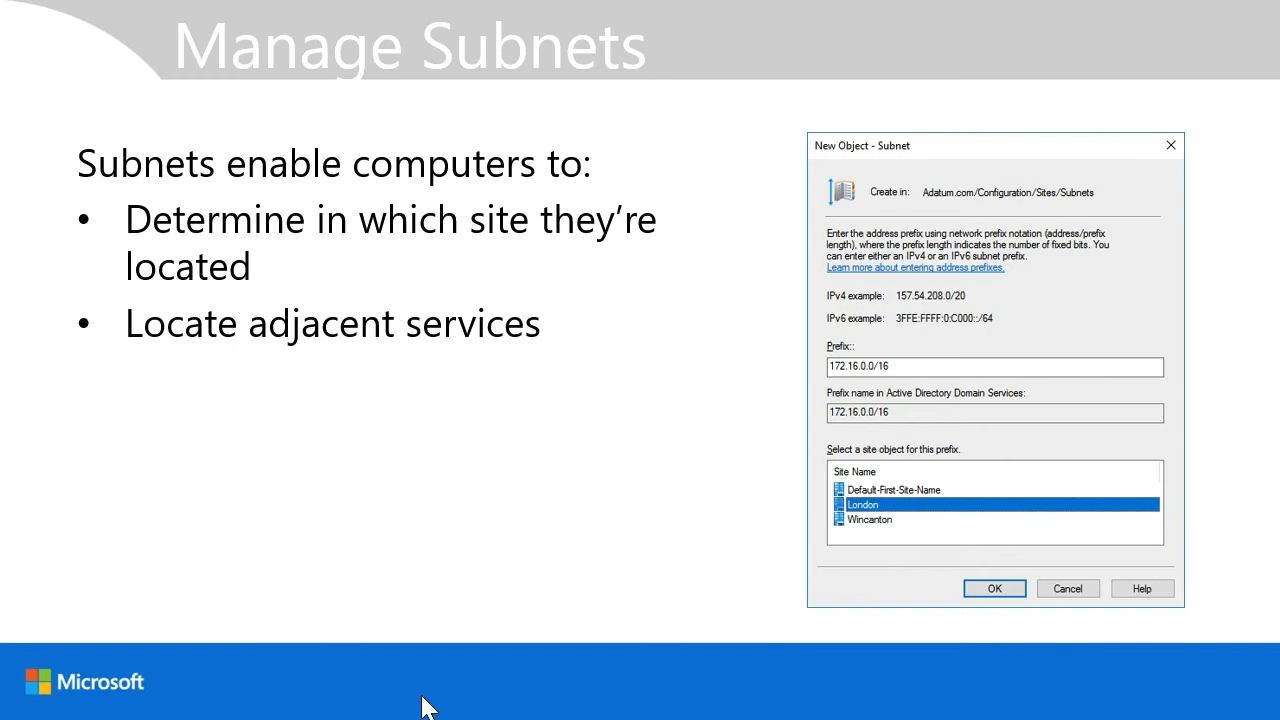 Manage Subnets
Subnets enable computers to:
• Determine in which site they’re
located
• Locate adjacent services
New Object - Subnet
Create in: Adatum.com/Configuration/Sites/Subnets
Enter the address prefix using network prefix notation (address/prefix
length), where the prefix length indicates the number of fixed bits. You
can enter either an IPv4 or an IPv6 subnet prefix.
Learn more about entering address prefixes.
IPv4 example: 157.54.208.0/20
IPv6 example: 3FFE:FFFF:0:C000::/64
Prefix::
172.16.0.0/16
Prefix name in Active Directory Domain Services:
172.16.0.0/16
Select a site object for this prefix.
Site Name
Default-First-Site-Name
London
Wincanton
OK Cancel Help
Microsoft